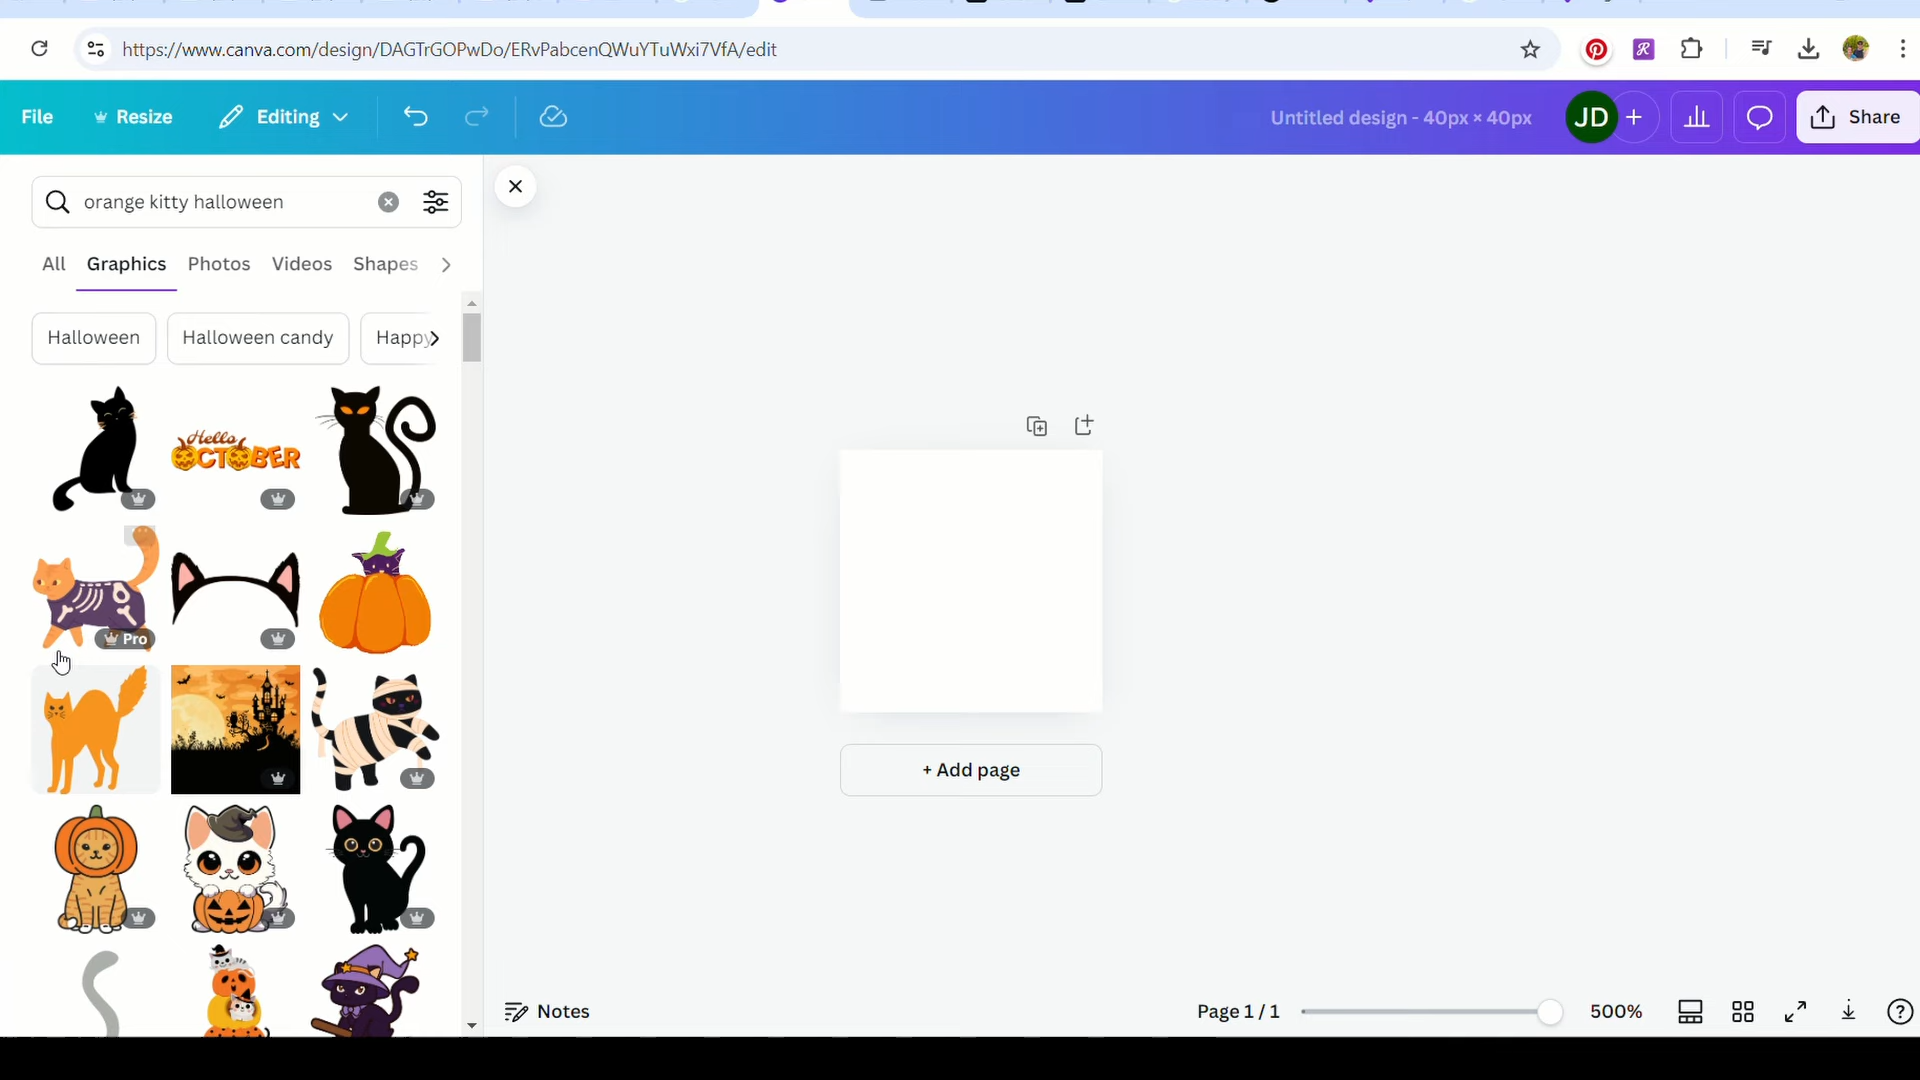 https://www.canva.com/design/DAGTrGOPwDo/ERvPabcenQWuYTuWxi7VfA/edit
File
Resize
Editing
Untitled design - 40px × 40px
JD
Share
orange kitty halloween
All
Graphics
Photos
Videos
Shapes
Halloween
Halloween candy
Happy
Hello
OCTOBER
Pro
+ Add page
Notes
Page 1 / 1
500%